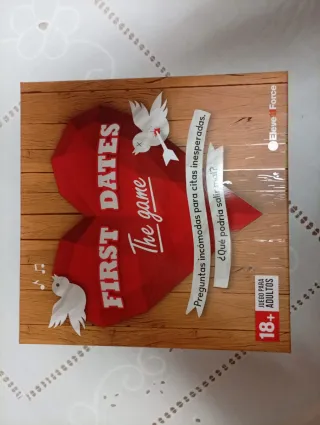 FIRST DATES
The game
Preguntas incómodas para citas inesperadas.
¿Qué podría salir mal?
Eleven Force
18+
JUEGO PARA
ADULTOS